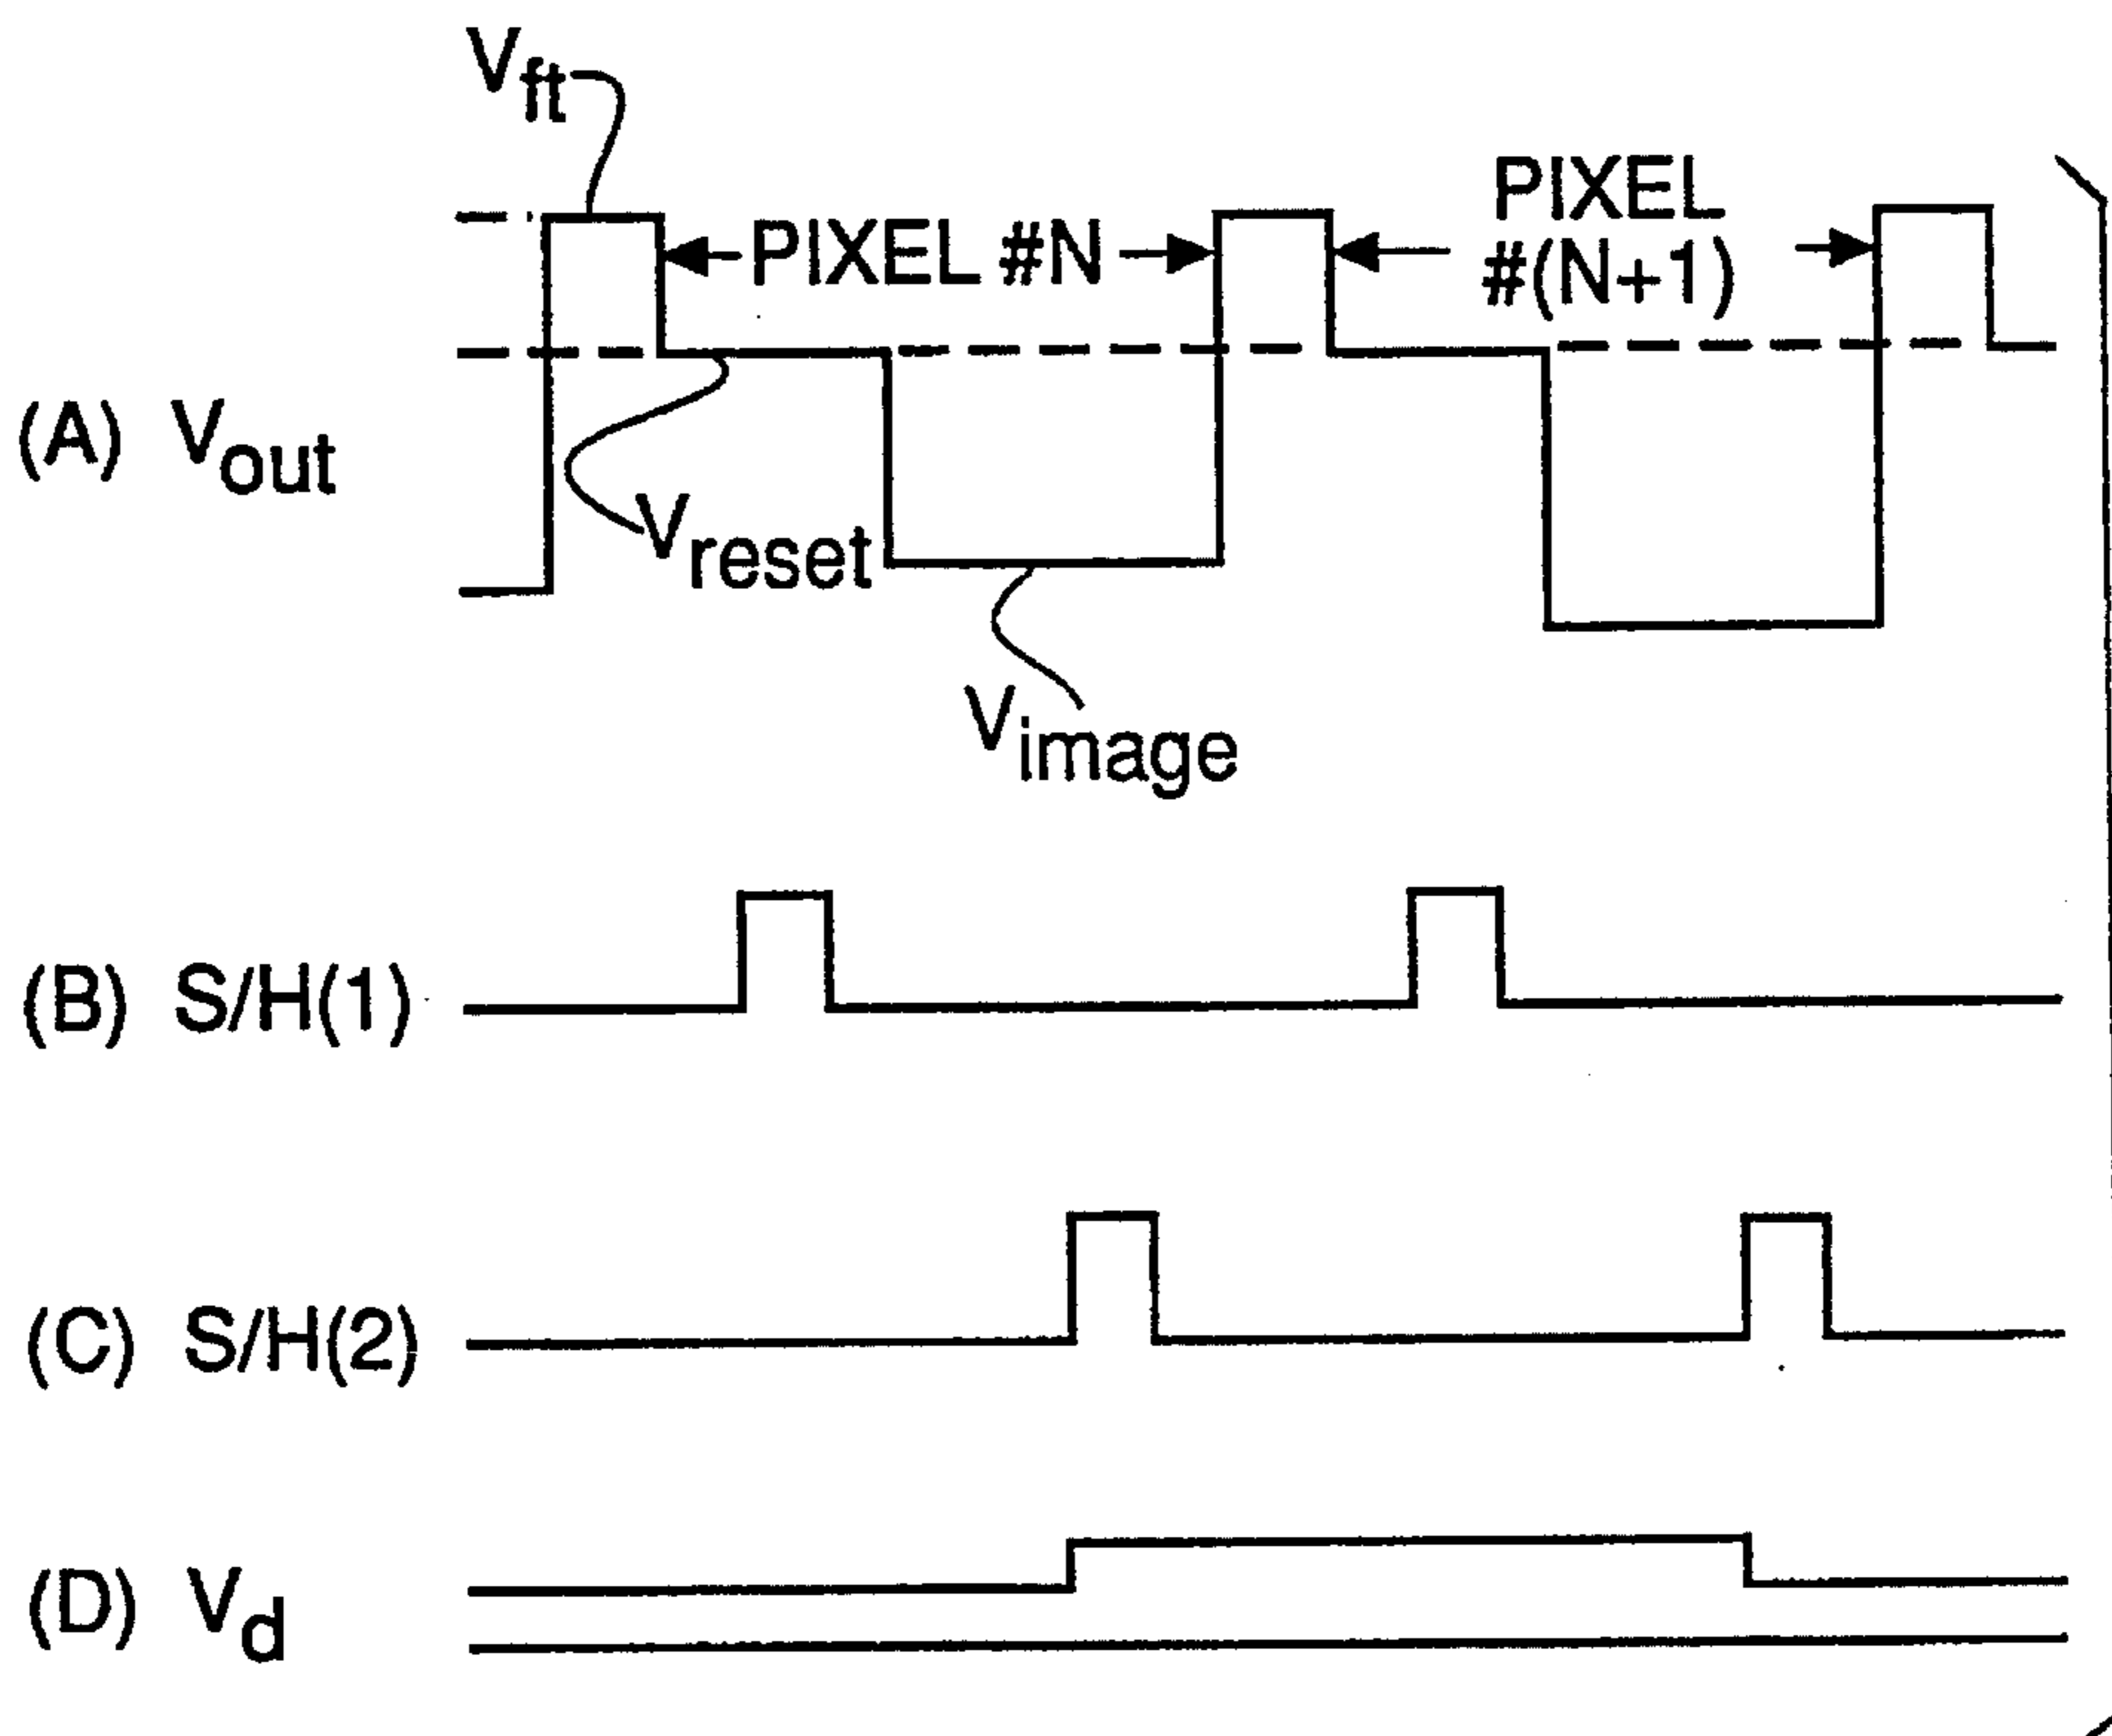 Vft
PIXEL #N
PIXEL
#(N+1)
(A) Vout
Vreset
Vimage
(B) S/H(1)
(C) S/H(2)
(D) Vd